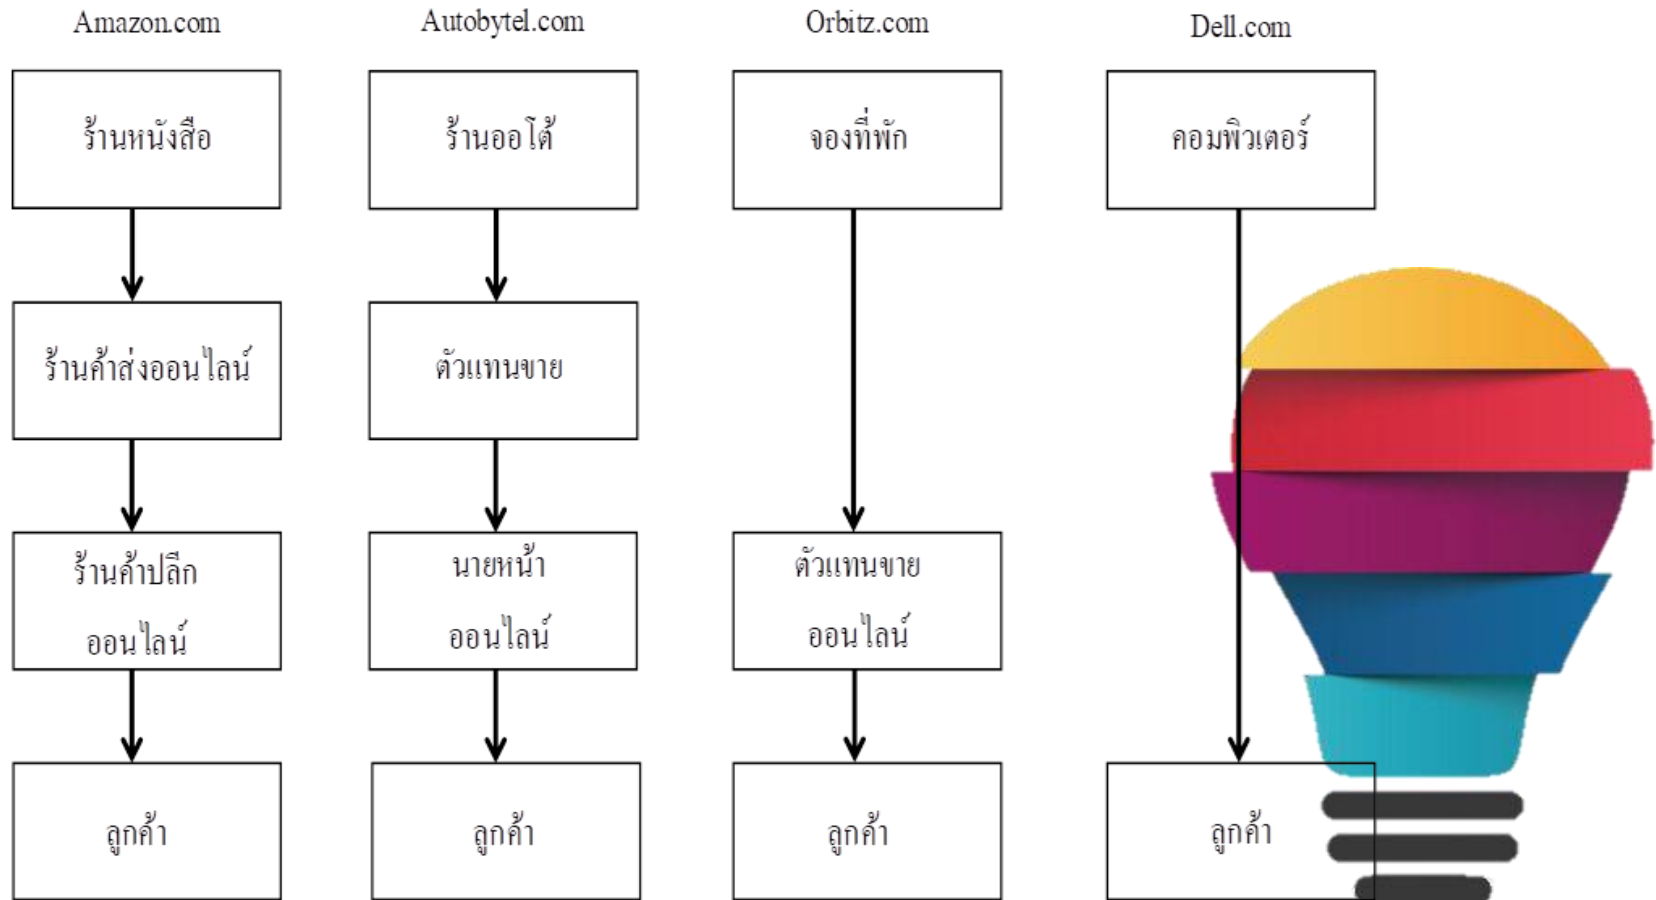 Amazon.com
Autobytel.com
Orbitz.com
Dell.com
ร้านหนังสือ
ร้านออโต้
จองที่พัก
คอมพิวเตอร์
ร้านค้าส่งออนไลน์
ตัวแทนขาย
ร้านค้าปลีก
ออนไลน์
นายหน้า
ออนไลน์
ตัวแทนขาย
ออนไลน์
ลูกค้า
ลูกค้า
ลูกค้า
ลูกค้า